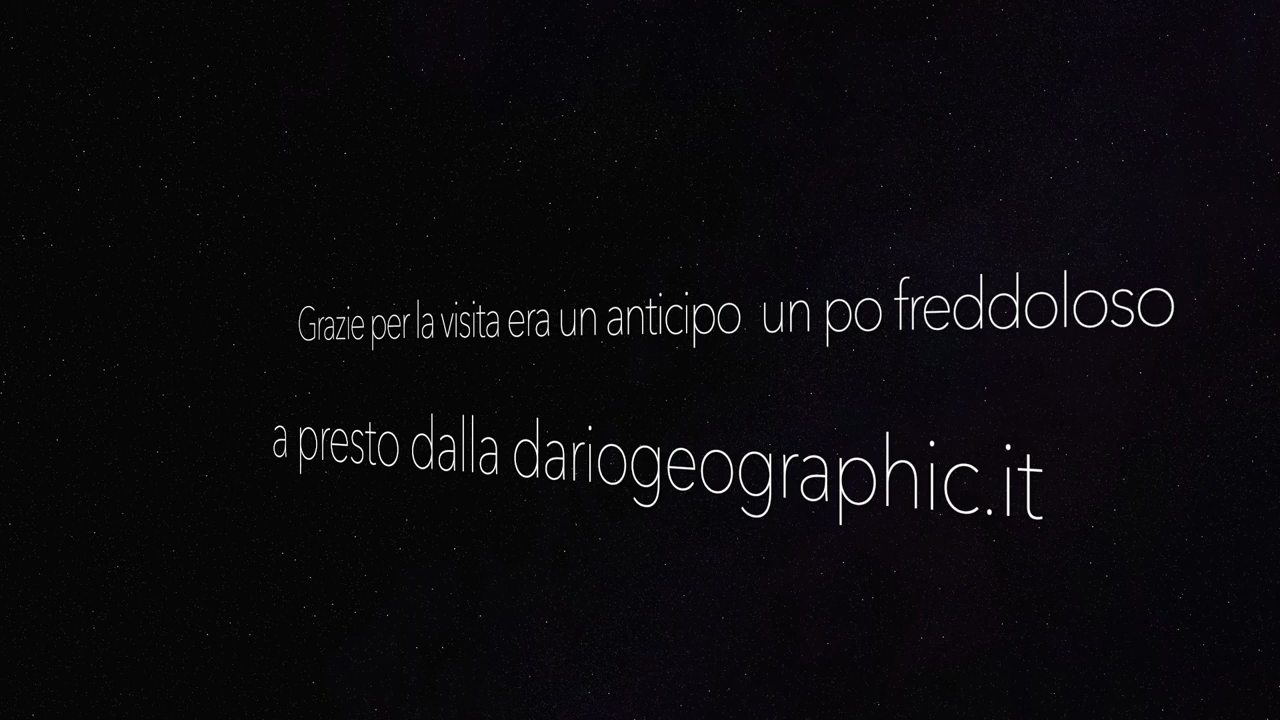 Grazie per la visita era un anticipo  un po freddoloso
a presto dalla dariogeographic.it